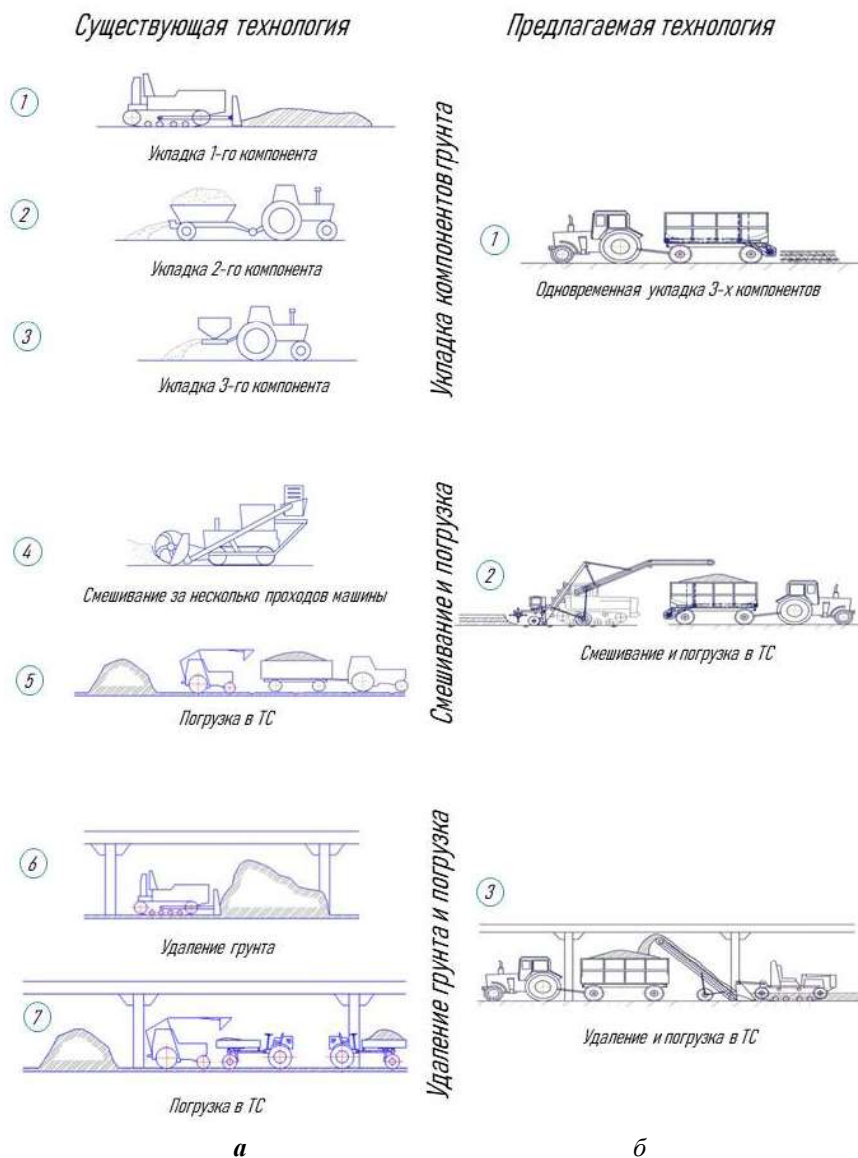 Существующая технология
Предлагаемая технология
1
Укладка 1-го компонента
2
Укладка 2-го компонента
3
Укладка 3-го компонента
Укладка компонентов грунта
1
Одновременная укладка 3-х компонентов
4
Смешивание за несколько проходов машины
5
Погрузка в ТС
Смешивание и погрузка
2
Смешивание и погрузка в ТС
6
Удаление грунта
7
Погрузка в ТС
Удаление грунта и погрузка
3
Удаление и погрузка в ТС
а
б